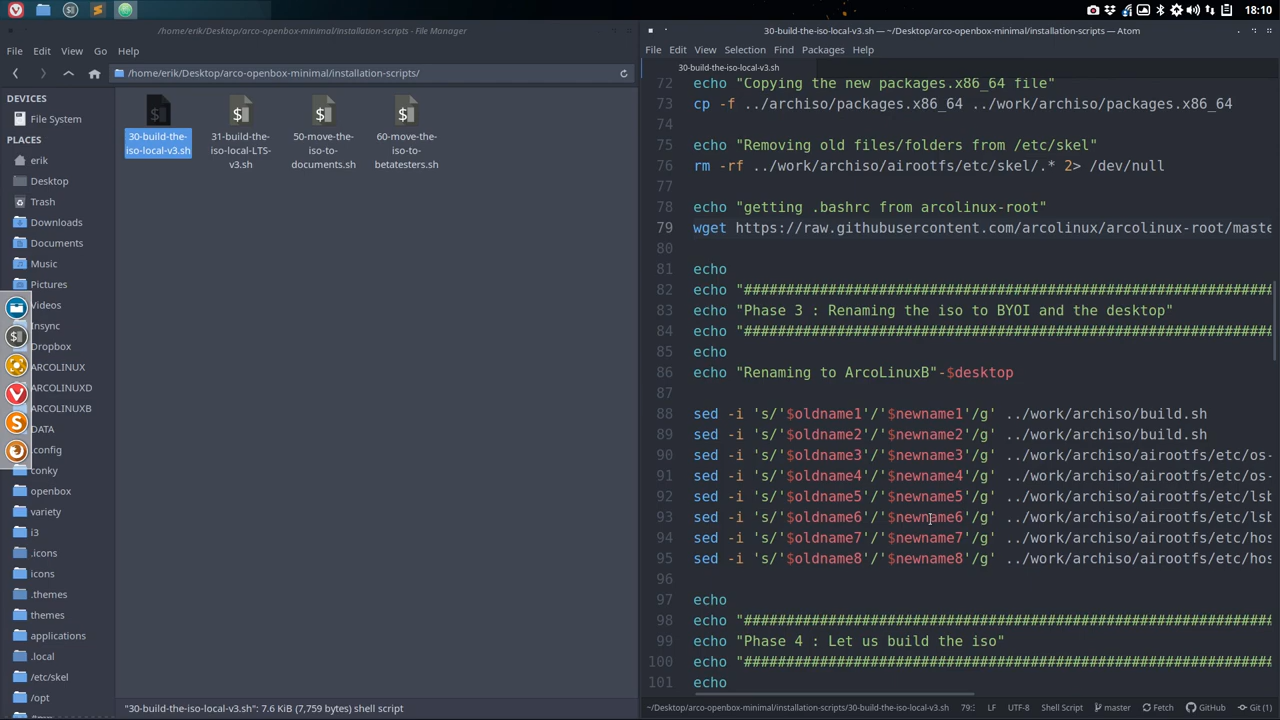 18:10
/home/erik/Desktop/arco-openbox-minimal/installation-scripts - File Manager
File Edit View Go Help
/home/erik/Desktop/arco-openbox-minimal/installation-scripts/
DEVICES
File System
PLACES
erik
Desktop
Trash
Downloads
Documents
Music
Pictures
Videos
Insync
Dropbox
ARCOLINUX
ARCOLINUXD
ARCOLINUXB
DATA
.config
conky
openbox
variety
i3
.icons
icons
.themes
themes
applications
.local
/etc/skel
/opt
30-build-the-
iso-local-v3.sh
31-build-the-
iso-local-LTS-
v3.sh
50-move-the-
iso-to-
documents.sh
60-move-the-
iso-to-
betatesters.sh
"30-build-the-iso-local-v3.sh": 7.6 KiB (7,759 bytes) shell script
30-build-the-iso-local-v3.sh — ~/Desktop/arco-openbox-minimal/installation-scripts — Atom
File Edit View Selection Find Packages Help
30-build-the-iso-local-v3.sh
72 echo "Copying the new packages.x86_64 file"
73 cp -f ../archiso/packages.x86_64 ../work/archiso/packages.x86_64
74
75 echo "Removing old files/folders from /etc/skel"
76 rm -rf ../work/archiso/airootfs/etc/skel/.* 2> /dev/null
77
78 echo "getting .bashrc from arcolinux-root"
79 wget https://raw.githubusercontent.com/arcolinux/arcolinux-root/maste
80
81 echo
82 echo "################################################################
83 echo "Phase 3 : Renaming the iso to BYOI and the desktop"
84 echo "################################################################
85 echo
86 echo "Renaming to ArcoLinuxB"-$desktop
87
88 sed -i 's/'$oldname1'/'$newname1'/g' ../work/archiso/build.sh
89 sed -i 's/'$oldname2'/'$newname2'/g' ../work/archiso/build.sh
90 sed -i 's/'$oldname3'/'$newname3'/g' ../work/archiso/airootfs/etc/os-
91 sed -i 's/'$oldname4'/'$newname4'/g' ../work/archiso/airootfs/etc/os-
92 sed -i 's/'$oldname5'/'$newname5'/g' ../work/archiso/airootfs/etc/lsb
93 sed -i 's/'$oldname6'/'$newname6'/g' ../work/archiso/airootfs/etc/lsb
94 sed -i 's/'$oldname7'/'$newname7'/g' ../work/archiso/airootfs/etc/hos
95 sed -i 's/'$oldname8'/'$newname8'/g' ../work/archiso/airootfs/etc/hos
96
97 echo
98 echo "################################################################
99 echo "Phase 4 : Let us build the iso"
100 echo "################################################################
101 echo
~/Desktop/arco-openbox-minimal/installation-scripts/30-build-the-iso-local-v3.sh 79: LF UTF-8 Shell Script master Fetch GitHub Git (1)